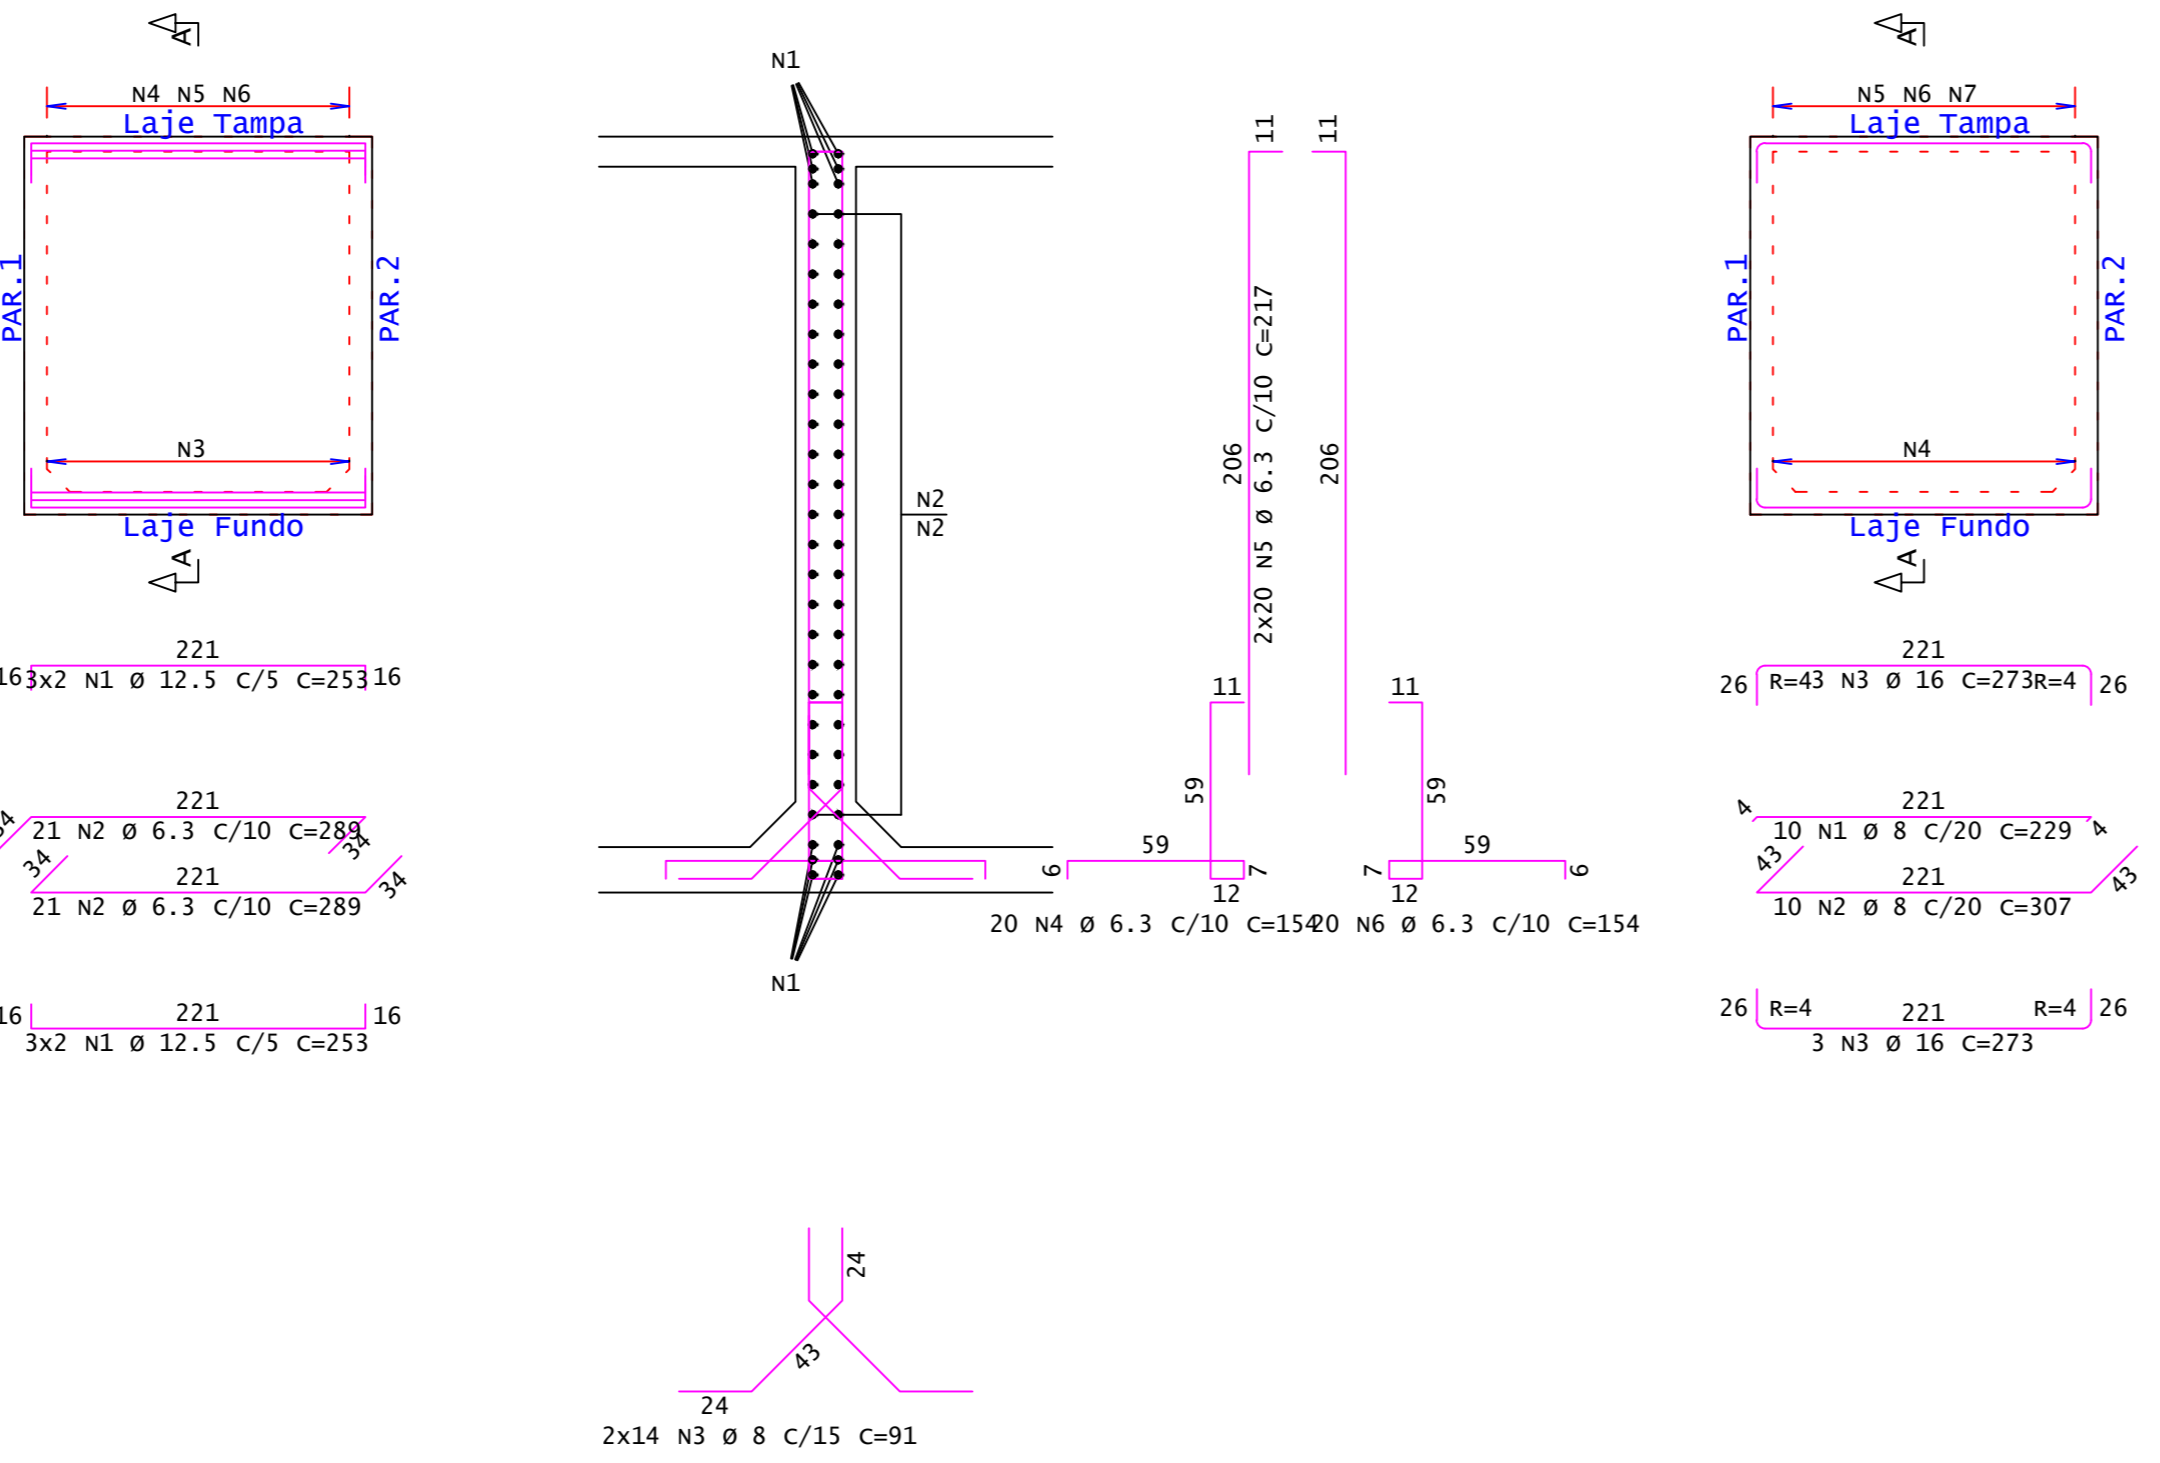 A
N4 N5 N6
Laje Tampa
PAR.1
PAR.2
N3
Laje Fundo
A
221
16
3x2 N1 Ø 12.5 C/5 C=253
16
221
34
21 N2 Ø 6.3 C/10 C=289
34
34
221
34
21 N2 Ø 6.3 C/10 C=289
16
221
16
3x2 N1 Ø 12.5 C/5 C=253
N1
N2
N2
N1
24
43
24
2x14 N3 Ø 8 C/15 C=91
11
11
206
2x20 N5 Ø 6.3 C/10 C=217
206
11
59
59
6
7
12
20 N4 Ø 6.3 C/10 C=154
11
59
59
7
6
12
20 N6 Ø 6.3 C/10 C=154
A
N5 N6 N7
Laje Tampa
PAR.1
PAR.2
N4
Laje Fundo
A
221
26
R=4
3 N3 Ø 16 C=273
R=4
26
4
221
10 N1 Ø 8 C/20 C=229
4
43
221
43
10 N2 Ø 8 C/20 C=307
26
R=4
221
R=4
26
3 N3 Ø 16 C=273